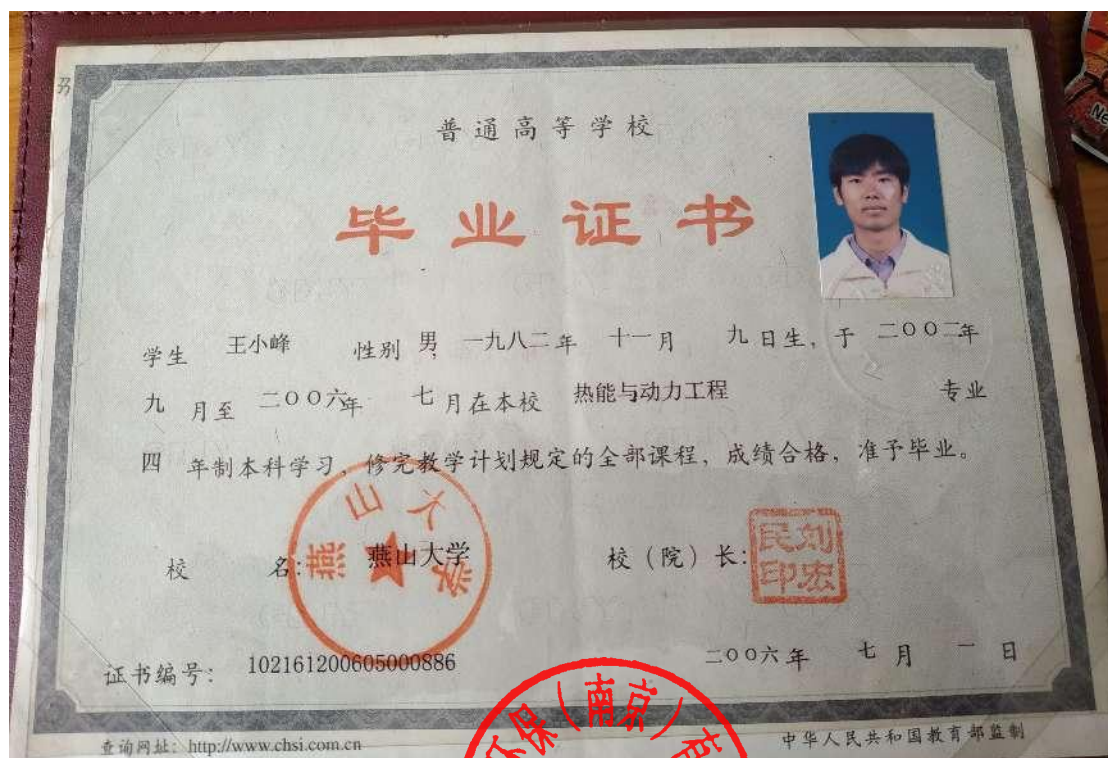 普通高等学校
毕业证书
学生 王小峰 性别 男 一九八二年 十一月 九日生，于 二〇〇二年
九 月至 二〇〇六年 七月在本校 热能与动力工程 专业
四 年制本科学习，修完教学计划规定的全部课程，成绩合格，准予毕业。
燕山大学
校 名: 燕山大学 校（院）长:
刘宏民印
证书编号: 102161200605000886 二〇〇六年 七月 一日
环保（南京）有
查询网址: http://www.chsi.com.cn 中华人民共和国教育部监制